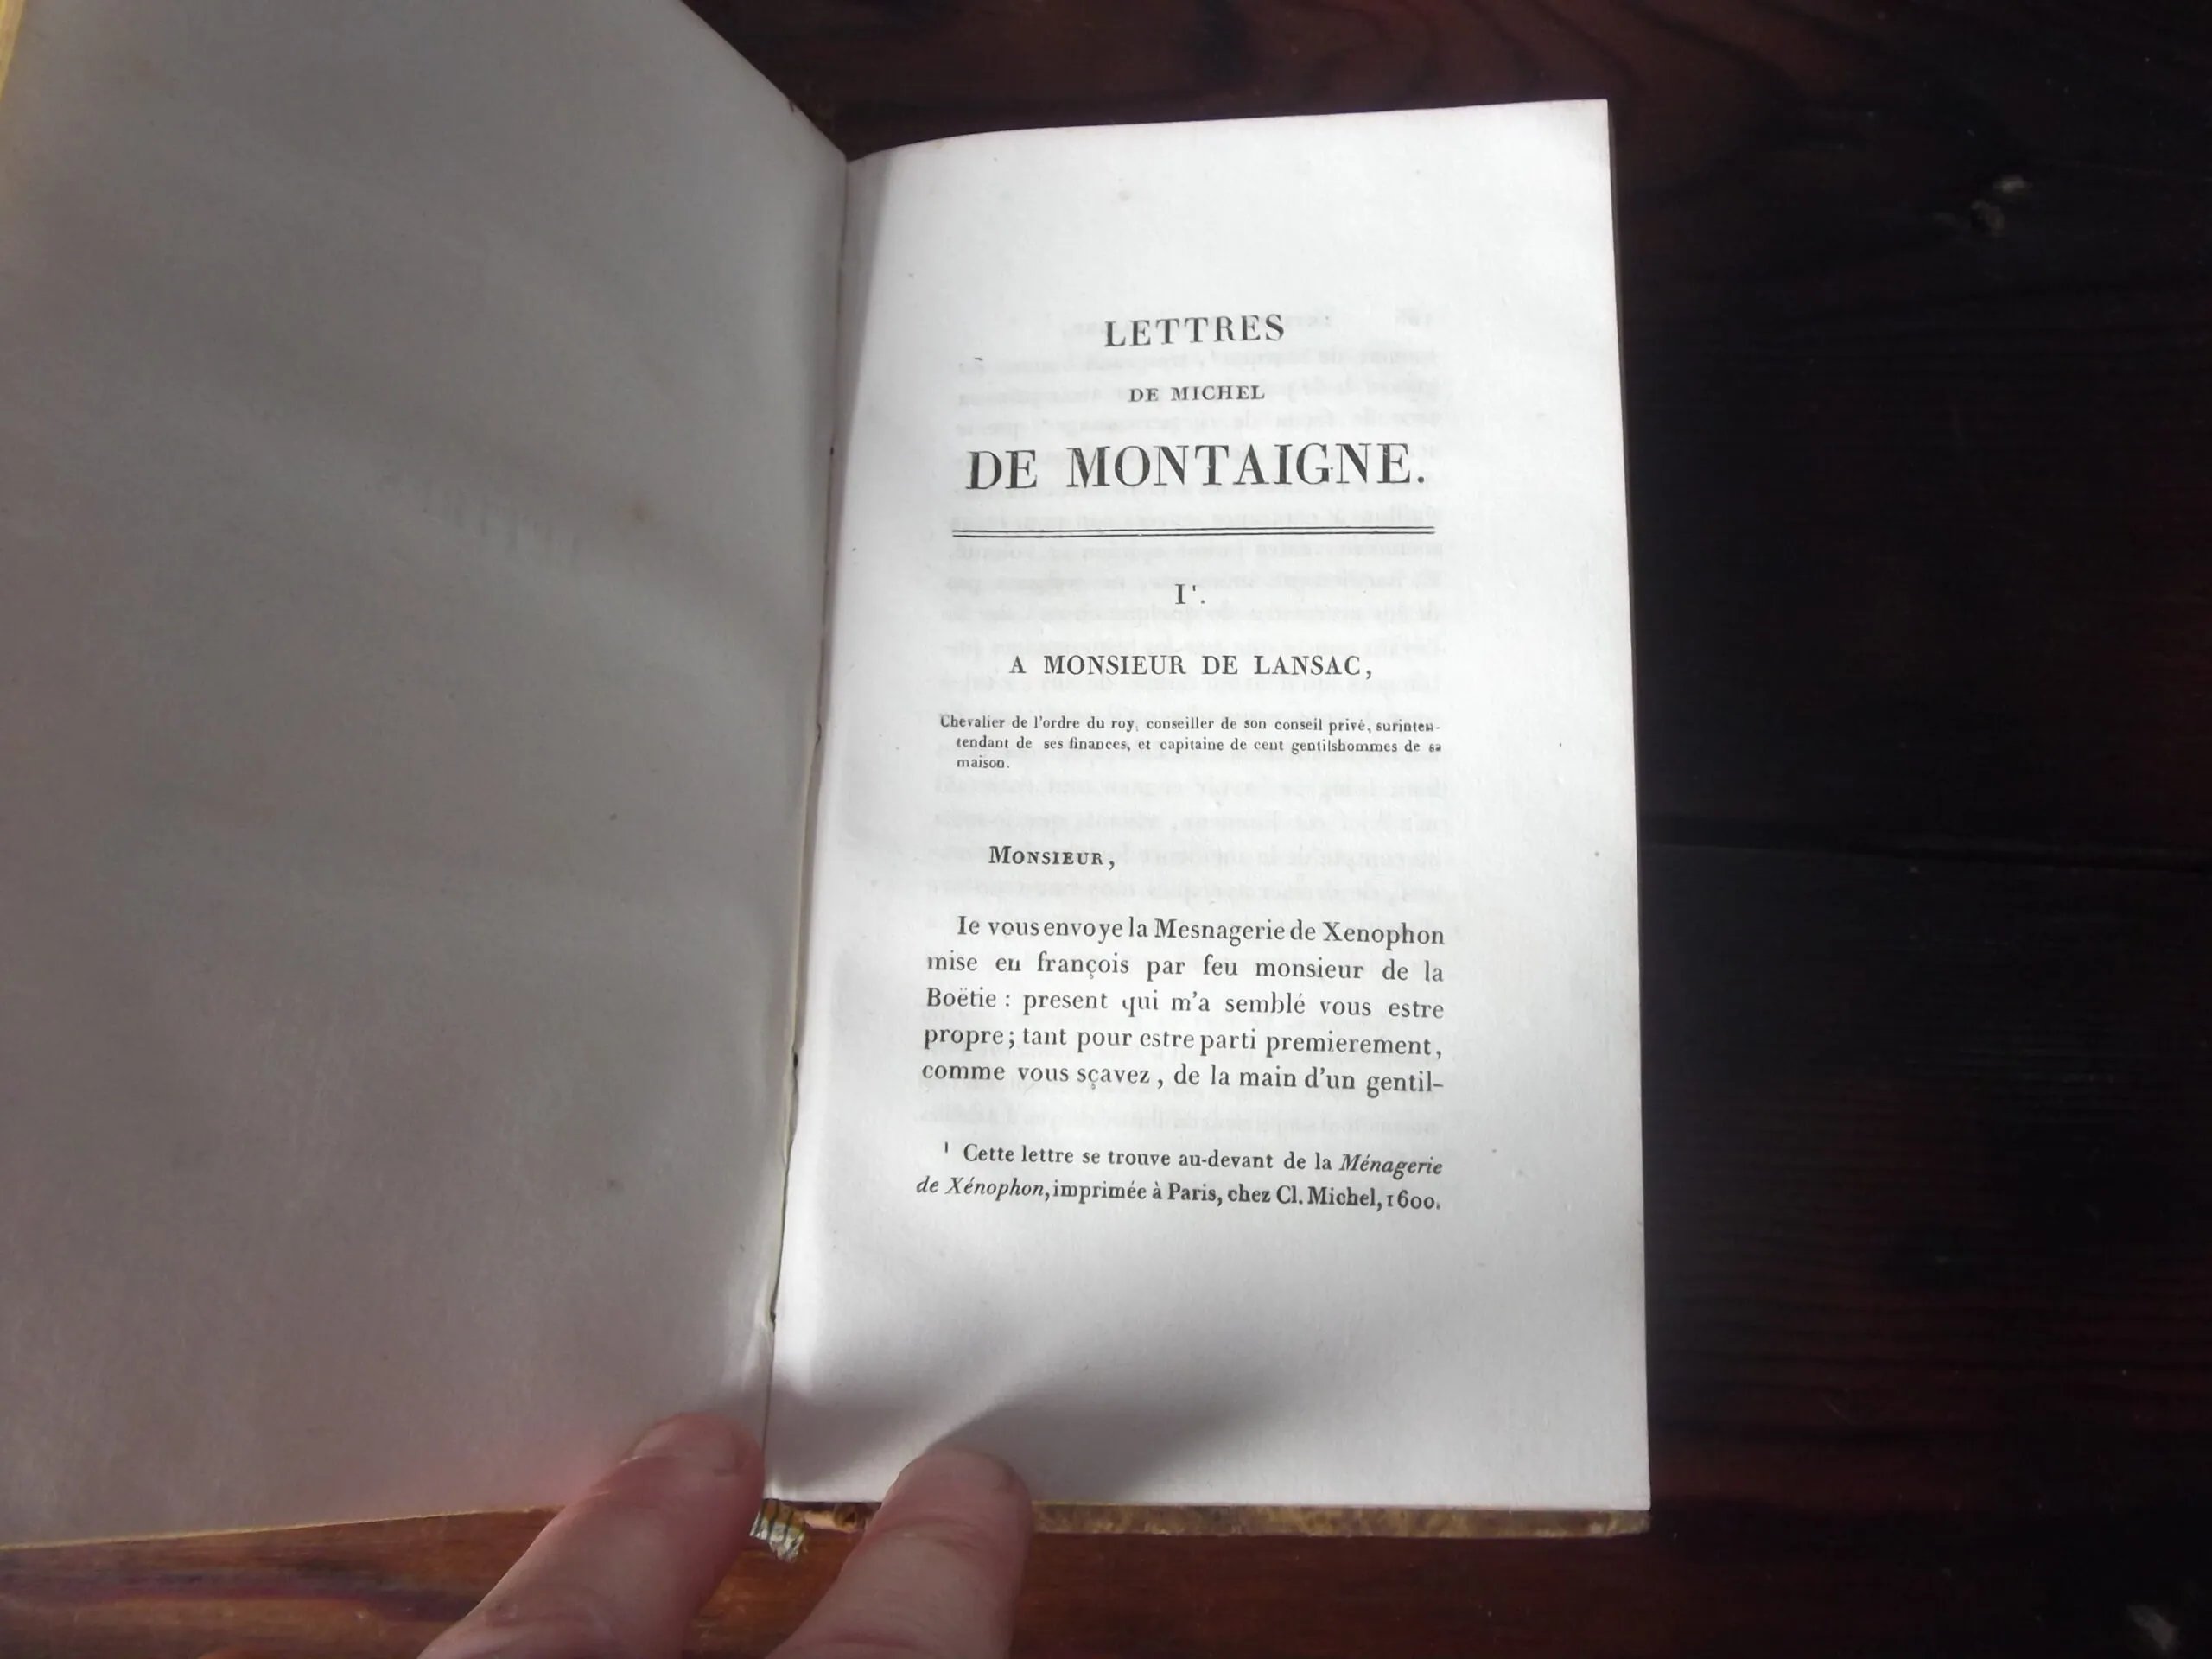 LETTRES
DE MICHEL
DE MONTAIGNE.
I¹.
A MONSIEUR DE LANSAC,
Chevalier de l'ordre du roy, conseiller de son conseil privé, surinten-
tendant de ses finances, et capitaine de cent gentilshommes de sa
maison.
MONSIEUR,
Ie vous envoye la Mesnagerie de Xenophon
mise en françois par feu monsieur de la
Boëtie : present qui m'a semblé vous estre
propre ; tant pour estre parti premierement,
comme vous sçavez , de la main d'un gentil-
¹ Cette lettre se trouve au-devant de la Ménagerie
de Xénophon, imprimée à Paris, chez Cl. Michel, 1600.